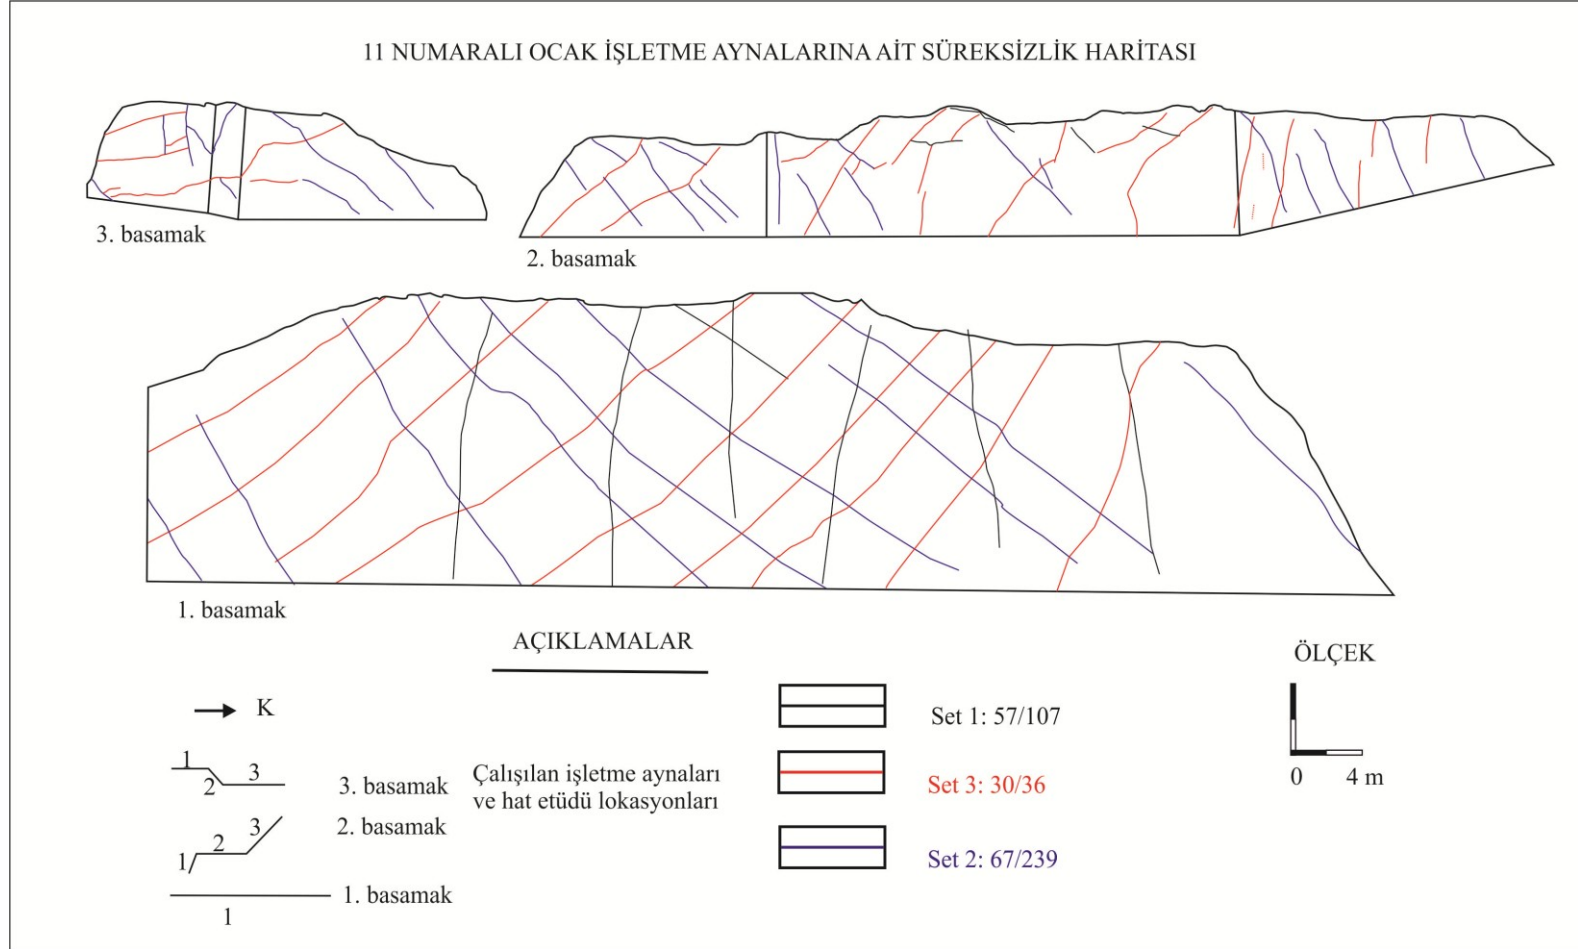 11 NUMARALI OCAK İŞLETME AYNALARINA AİT SÜREKSİZLİK HARİTASI
3. basamak
2. basamak
1. basamak
AÇIKLAMALAR
K
1
2
3
3. basamak
1
2
3
2. basamak
1
1. basamak
Çalışılan işletme aynaları
ve hat etüdü lokasyonları
Set 1: 57/107
Set 3: 30/36
Set 2: 67/239
ÖLÇEK
0 4 m